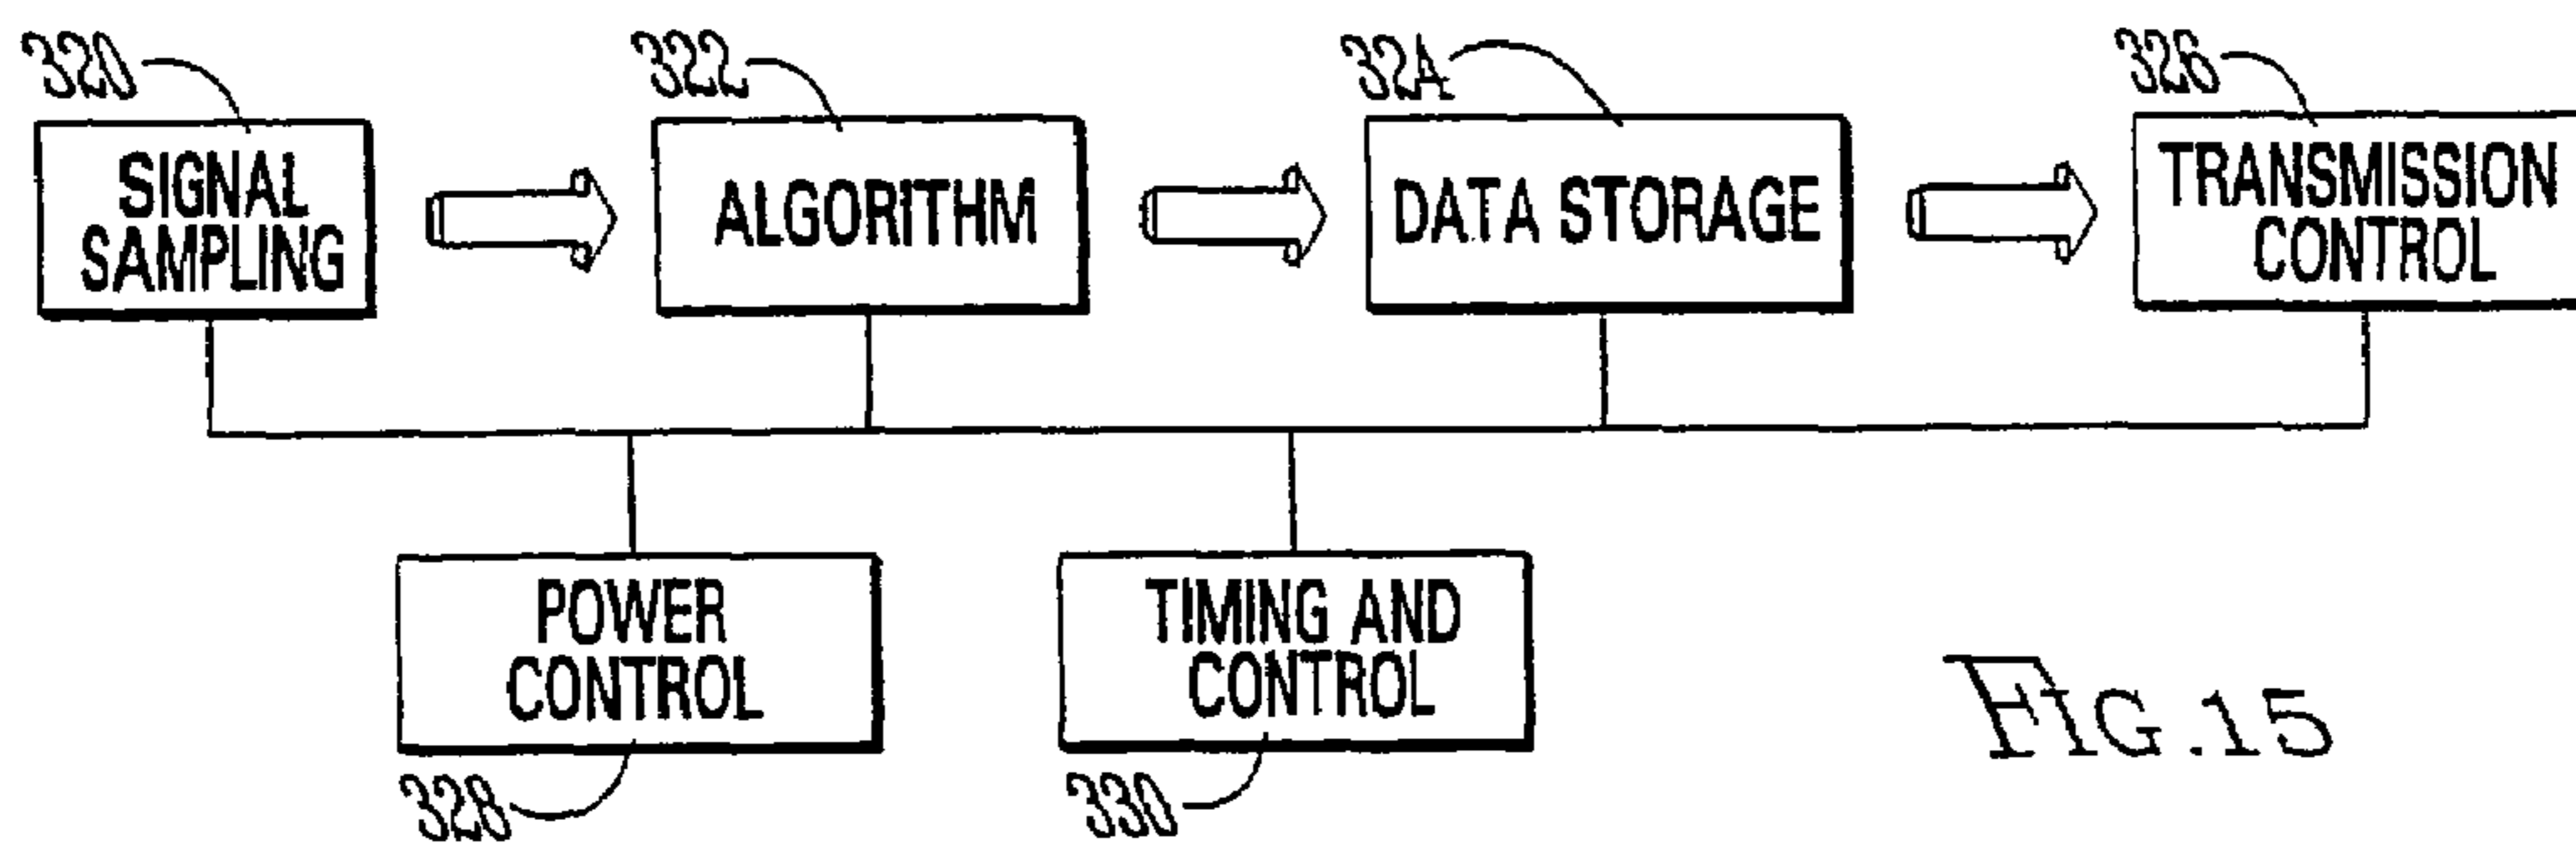 320
322
324
326
SIGNAL
SAMPLING
ALGORITHM
DATA STORAGE
TRANSMISSION
CONTROL
POWER
CONTROL
TIMING AND
CONTROL
328
330
FIG.15